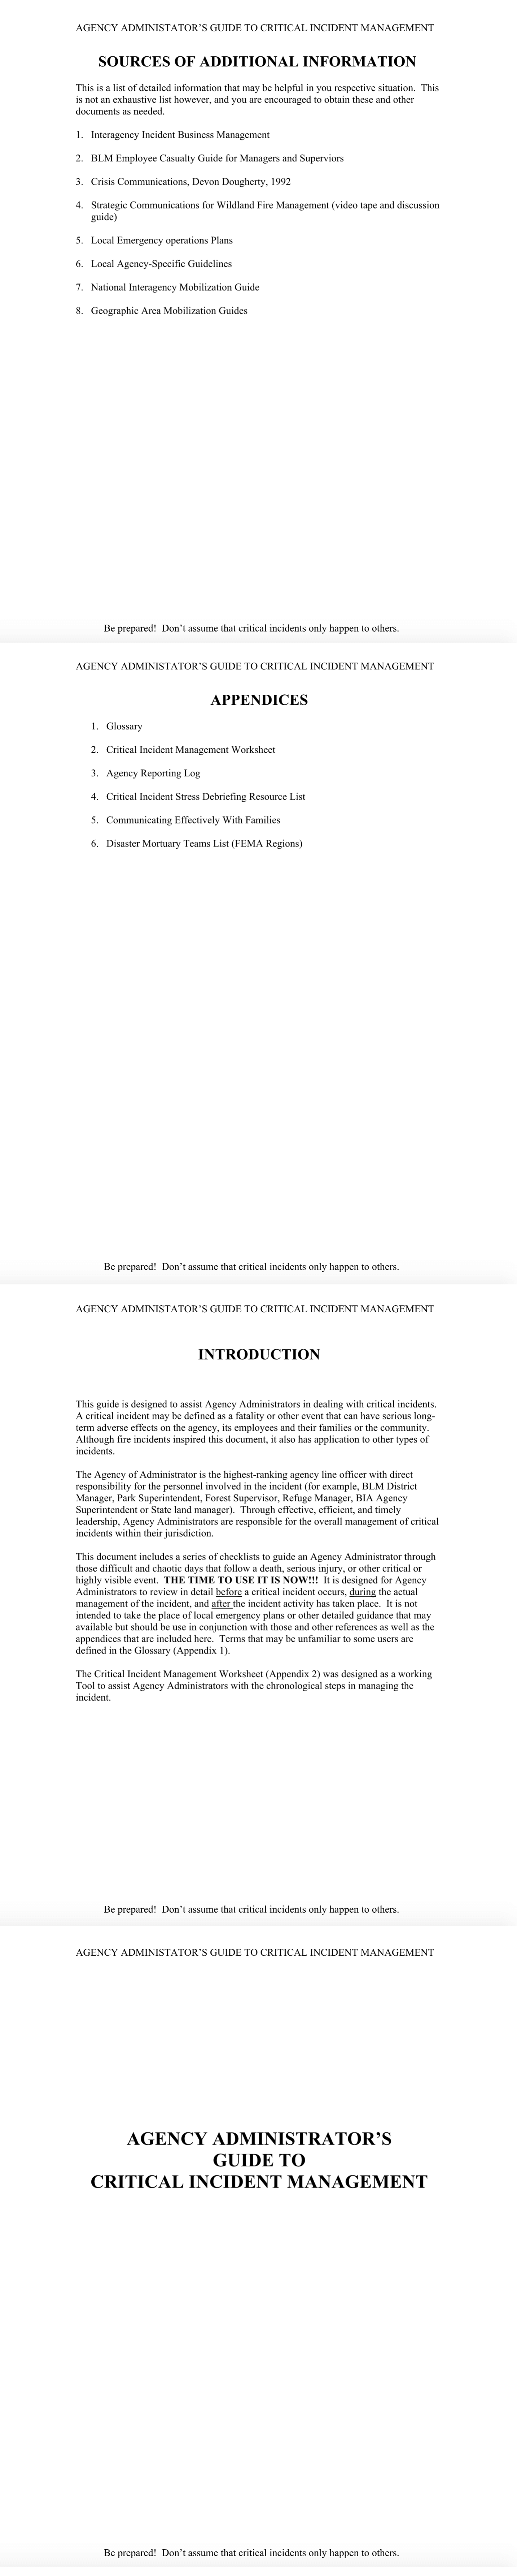 AGENCY ADMINISTATOR’S GUIDE TO CRITICAL INCIDENT MANAGEMENT
SOURCES OF ADDITIONAL INFORMATION
This is a list of detailed information that may be helpful in you respective situation.  This
is not an exhaustive list however, and you are encouraged to obtain these and other
documents as needed.
1. Interagency Incident Business Management
2. BLM Employee Casualty Guide for Managers and Superviors
3. Crisis Communications, Devon Dougherty, 1992
4. Strategic Communications for Wildland Fire Management (video tape and discussion
guide)
5. Local Emergency operations Plans
6. Local Agency-Specific Guidelines
7. National Interagency Mobilization Guide
8. Geographic Area Mobilization Guides
Be prepared!  Don’t assume that critical incidents only happen to others.
AGENCY ADMINISTATOR’S GUIDE TO CRITICAL INCIDENT MANAGEMENT
APPENDICES
1. Glossary
2. Critical Incident Management Worksheet
3. Agency Reporting Log
4. Critical Incident Stress Debriefing Resource List
5. Communicating Effectively With Families
6. Disaster Mortuary Teams List (FEMA Regions)
Be prepared!  Don’t assume that critical incidents only happen to others.
AGENCY ADMINISTATOR’S GUIDE TO CRITICAL INCIDENT MANAGEMENT
INTRODUCTION
This guide is designed to assist Agency Administrators in dealing with critical incidents.
A critical incident may be defined as a fatality or other event that can have serious long-
term adverse effects on the agency, its employees and their families or the community.
Although fire incidents inspired this document, it also has application to other types of
incidents.
The Agency of Administrator is the highest-ranking agency line officer with direct
responsibility for the personnel involved in the incident (for example, BLM District
Manager, Park Superintendent, Forest Supervisor, Refuge Manager, BIA Agency
Superintendent or State land manager).  Through effective, efficient, and timely
leadership, Agency Administrators are responsible for the overall management of critical
incidents within their jurisdiction.
This document includes a series of checklists to guide an Agency Administrator through
those difficult and chaotic days that follow a death, serious injury, or other critical or
highly visible event.  THE TIME TO USE IT IS NOW!!!  It is designed for Agency
Administrators to review in detail before a critical incident occurs, during the actual
management of the incident, and after the incident activity has taken place.  It is not
intended to take the place of local emergency plans or other detailed guidance that may
available but should be use in conjunction with those and other references as well as the
appendices that are included here.  Terms that may be unfamiliar to some users are
defined in the Glossary (Appendix 1).
The Critical Incident Management Worksheet (Appendix 2) was designed as a working
Tool to assist Agency Administrators with the chronological steps in managing the
incident.
Be prepared!  Don’t assume that critical incidents only happen to others.
AGENCY ADMINISTATOR’S GUIDE TO CRITICAL INCIDENT MANAGEMENT
AGENCY ADMINISTRATOR’S
GUIDE TO
CRITICAL INCIDENT MANAGEMENT
Be prepared!  Don’t assume that critical incidents only happen to others.